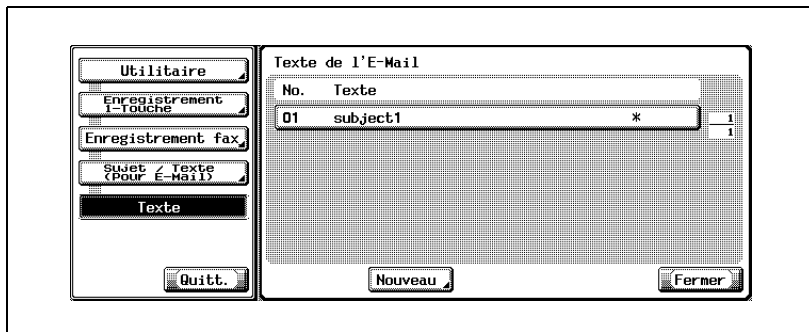 Utilitaire
Enregistrement
1-Touche
Enregistrement fax
Sujet / Texte
(Pour E-Mail)
Texte
Quitt.
Texte de l'E-Mail
No. Texte
01 subject1 *
1
1
Nouveau
Fermer